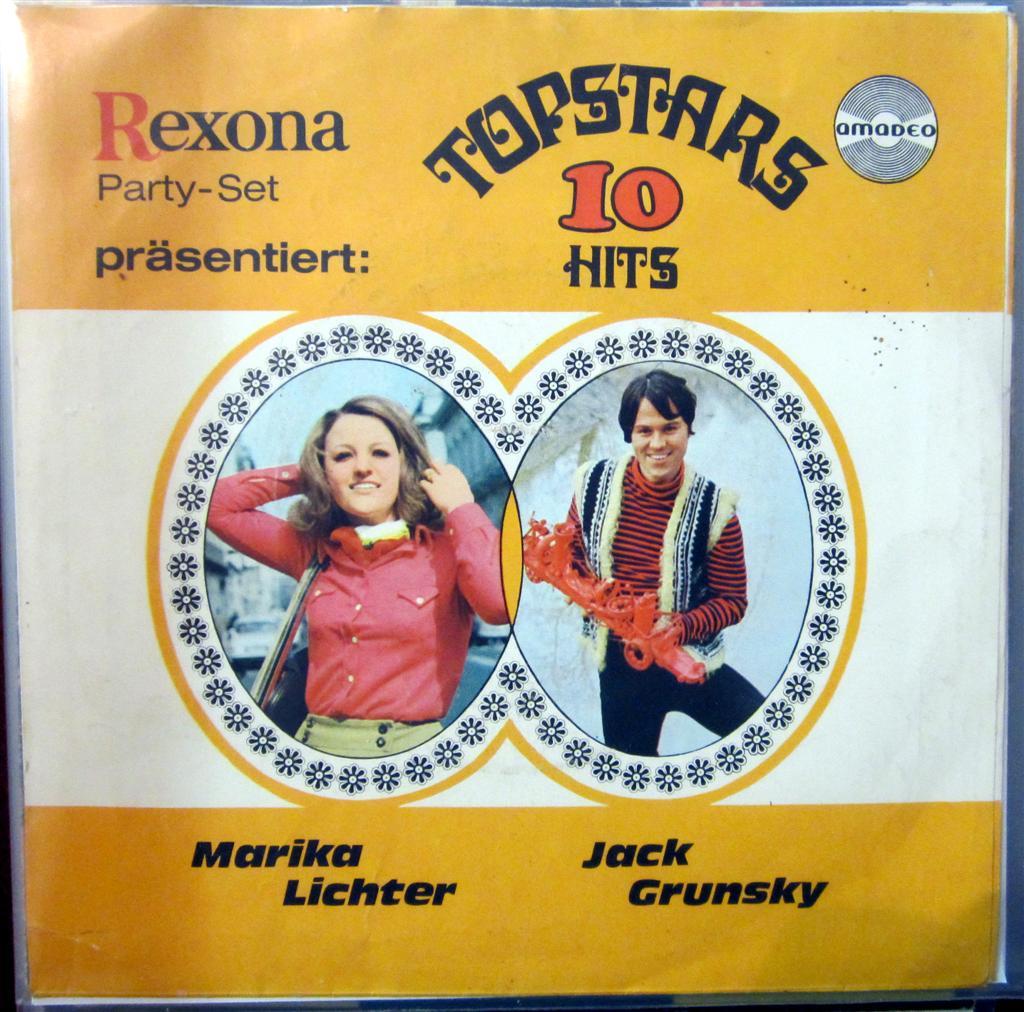 Rexona
Party-Set
präsentiert:
TOPSTARS
10
HITS
amadeo
Marika
Lichter
Jack
Grunsky